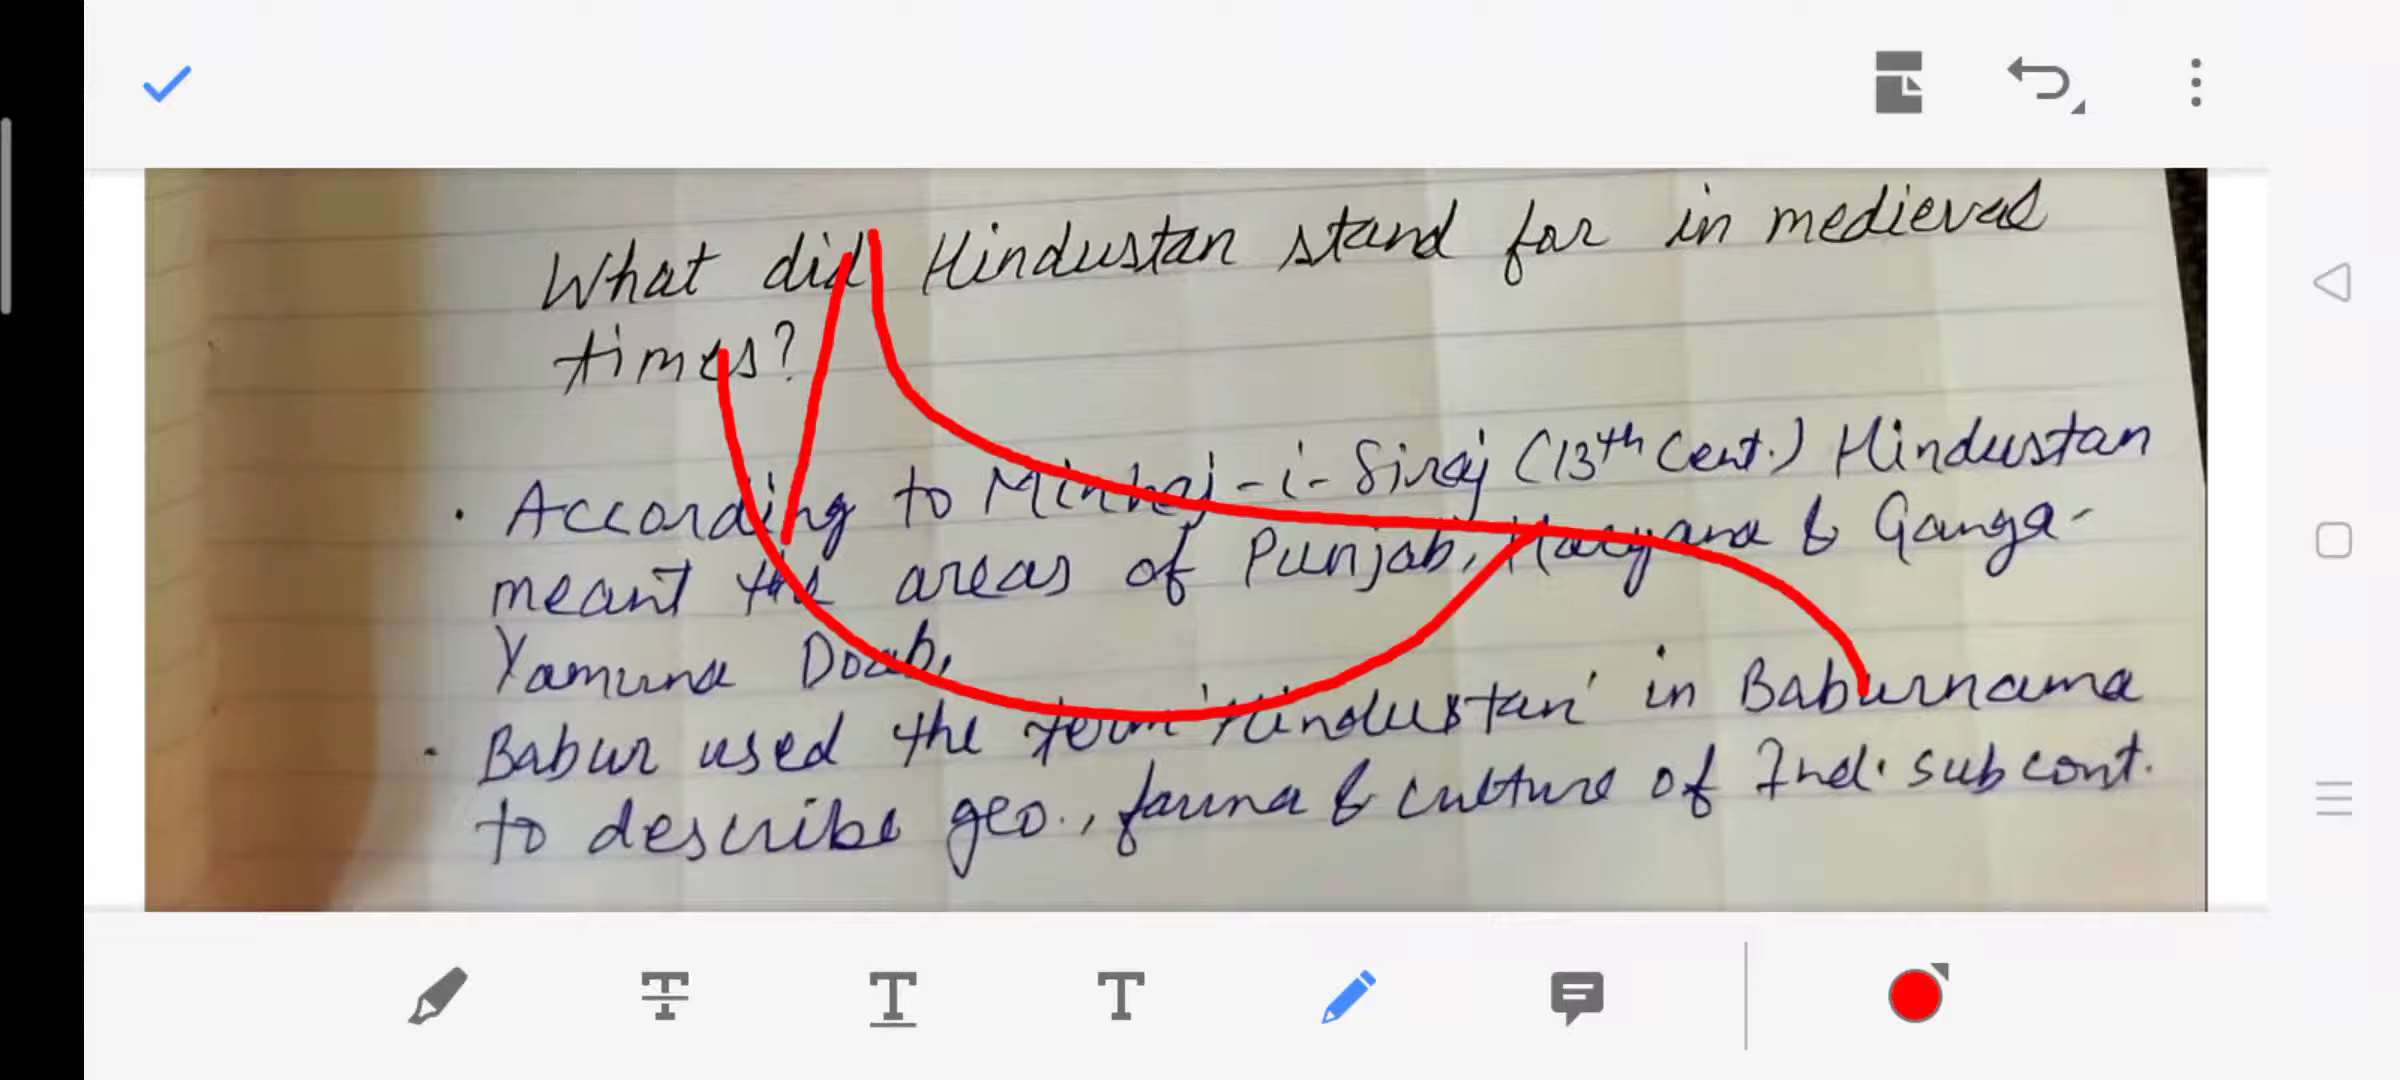 What did Hindustan stand for in medieval
times?
. According to Minhaj-i-Siraj (13th Cent.) Hindustan
meant the areas of Punjab, Haryana & Ganga-
Yamuna Doab.
. Babur used the term 'Hindustan' in Baburnama
to describe geo., fauna & culture of Ind. subcont.